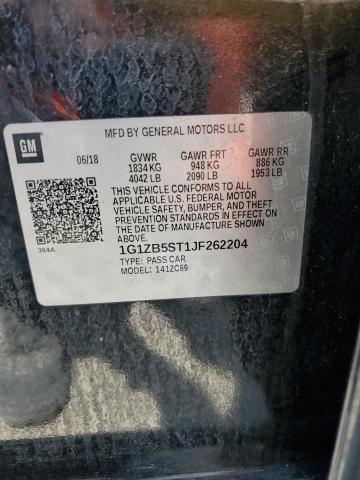 MFD BY GENERAL MOTORS LLC
GM
06/18 GVWR GAWR FRT GAWR RR
1834 KG 948 KG 886 KG
4042 LB 2090 LB 1953 LB
THIS VEHICLE CONFORMS TO ALL
APPLICABLE U.S. FEDERAL MOTOR
VEHICLE SAFETY, BUMPER, AND THEFT
PREVENTION STANDARDS IN EFFECT ON
THE DATE OF MANUFACTURE SHOWN
ABOVE.
384A
1G1ZB5ST1JF262204
TYPE: PASS CAR
MODEL: 141ZC69